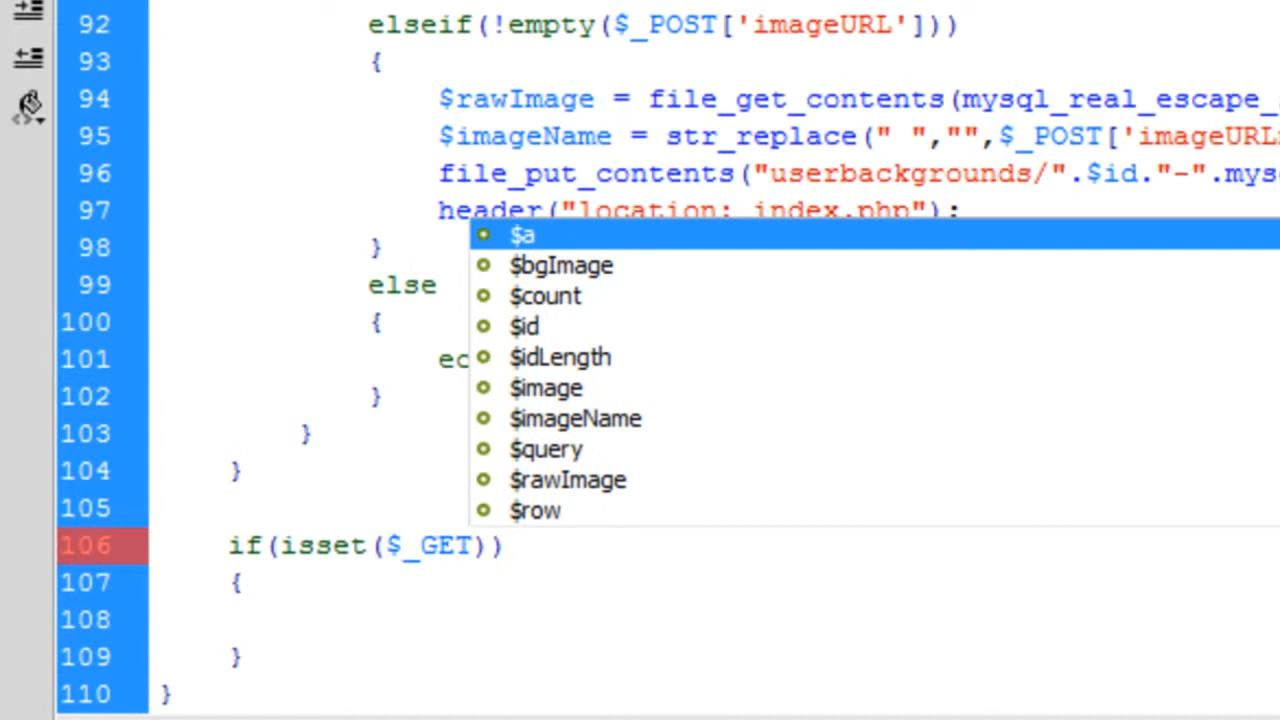 92 elseif(!empty($_POST['imageURL']))
93 {
94 $rawImage = file_get_contents(mysql_real_escape_
95 $imageName = str_replace(" ","",$_POST['imageURL
96 file_put_contents("userbackgrounds/".$id."-".mys
97 header("location: index.php");
$a
98 }
$bgImage
99 else
$count
100 {
$id
101 ec
$idLength
102 }
$image
$imageName
103 }
$query
104 }
$rawImage
105
$row
106 if(isset($_GET))
107 {
108
109 }
110 }